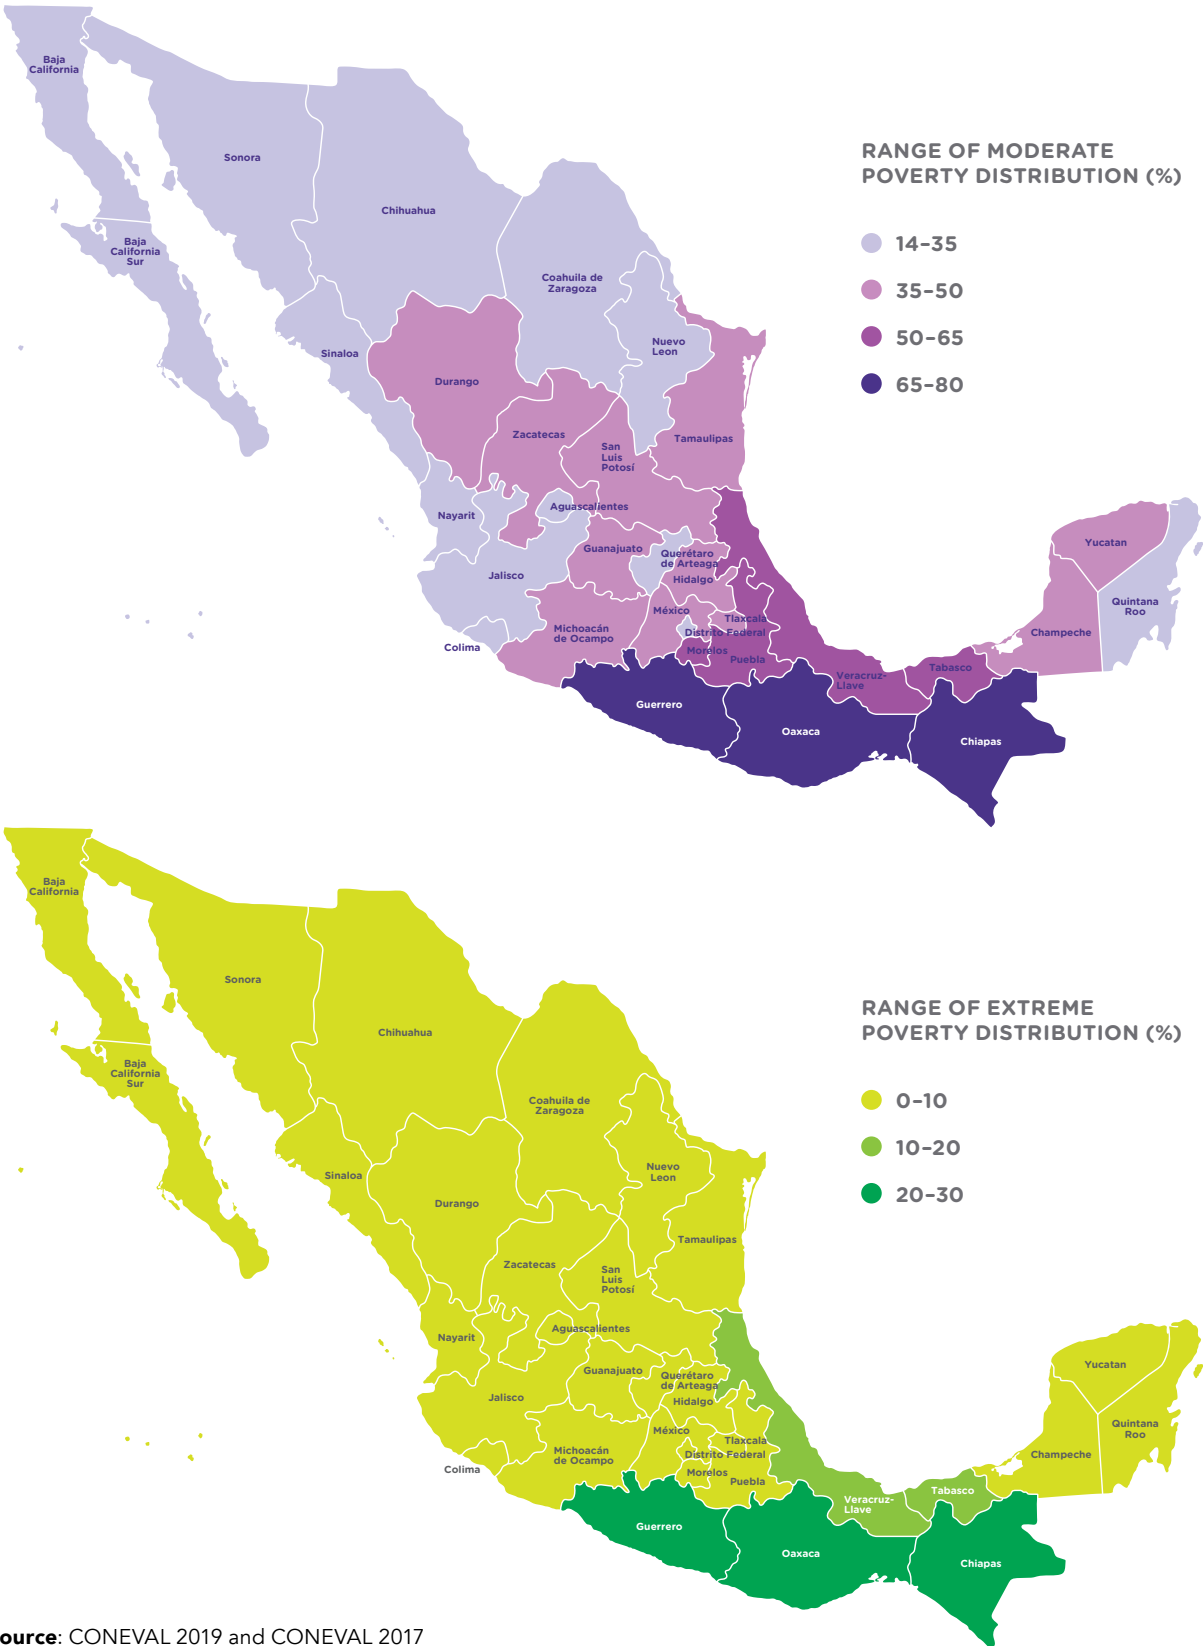 Baja
California
Sonora
Chihuahua
RANGE OF MODERATE
POVERTY DISTRIBUTION (%)
14–35
35–50
50–65
65–80
Baja
California
Sur
Coahuila de
Zaragoza
Nuevo
Leon
Sinaloa
Durango
Zacatecas
San
Luis
Potosí
Tamaulipas
Nayarit
Aguascalientes
Guanajuato
Querétaro
de Arteaga
Hidalgo
Jalisco
México
Tlaxcala
Distrito Federal
Michoacán
de Ocampo
Colima
Morelos
Puebla
Veracruz-
Llave
Tabasco
Yucatan
Quintana
Roo
Champeche
Guerrero
Oaxaca
Chiapas
Baja
California
Sonora
Chihuahua
RANGE OF EXTREME
POVERTY DISTRIBUTION (%)
0–10
10–20
20–30
Baja
California
Sur
Coahuila de
Zaragoza
Nuevo
Leon
Sinaloa
Durango
Zacatecas
San
Luis
Potosí
Tamaulipas
Nayarit
Aguascalientes
Guanajuato
Querétaro
de Arteaga
Hidalgo
Jalisco
México
Tlaxcala
Distrito Federal
Michoacán
de Ocampo
Colima
Morelos
Puebla
Veracruz-
Llave
Tabasco
Yucatan
Quintana
Roo
Champeche
Guerrero
Oaxaca
Chiapas
ource: CONEVAL 2019 and CONEVAL 2017